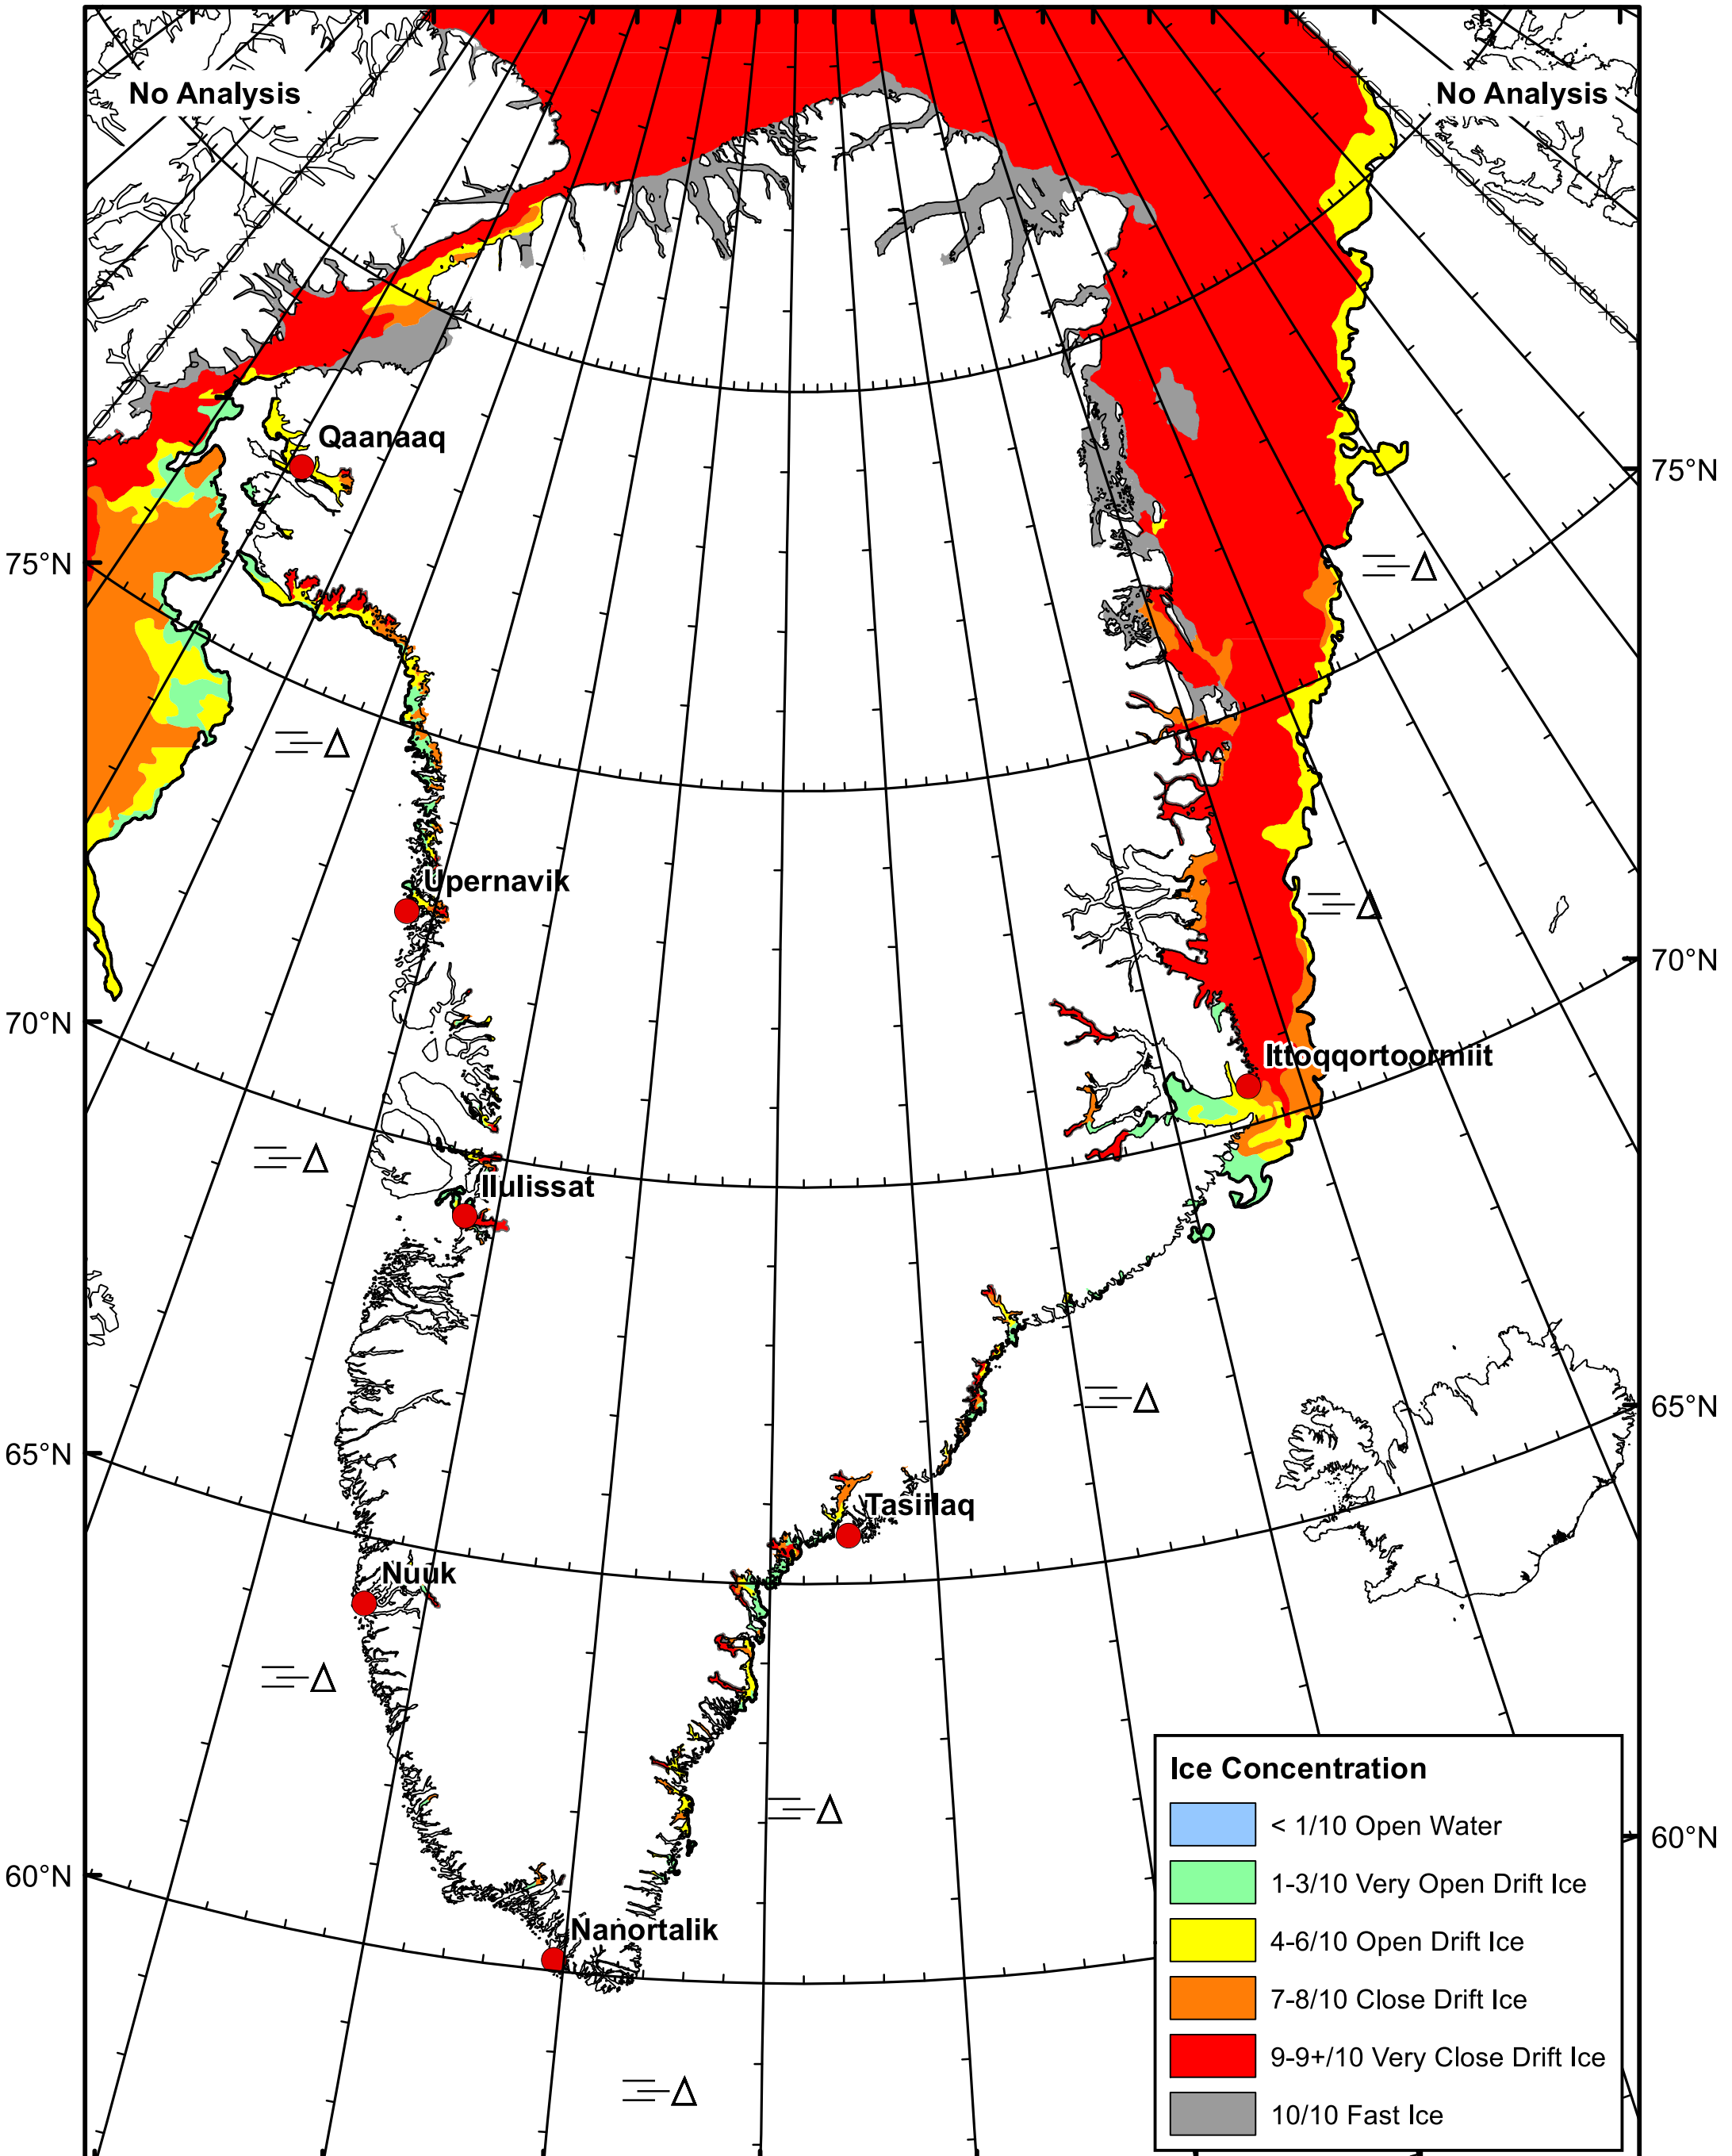 No Analysis
No Analysis
Qaanaaq
75°N
75°N
Upernavik
70°N
70°N
Ittoqqortoormiit
Ilulissat
65°N
65°N
Tasiilaq
Nuuk
60°N
60°N
Nanortalik
Ice Concentration
< 1/10 Open Water
1-3/10 Very Open Drift Ice
4-6/10 Open Drift Ice
7-8/10 Close Drift Ice
9-9+/10 Very Close Drift Ice
10/10 Fast Ice